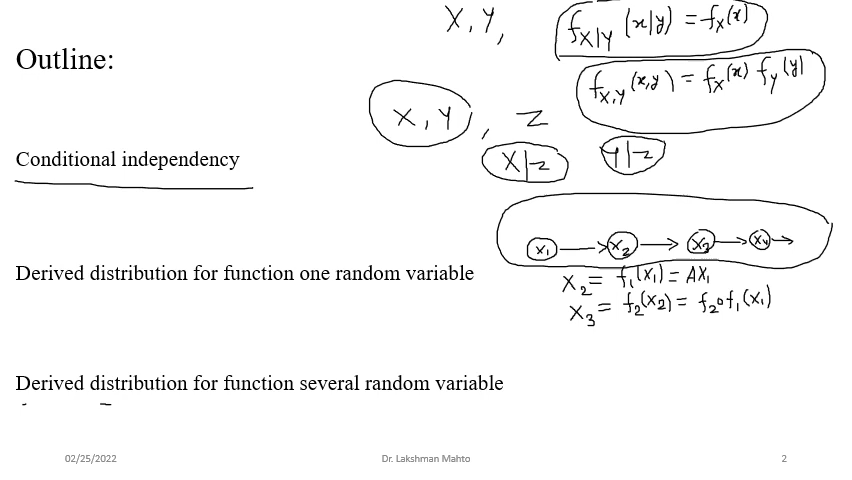 X, Y, f_{X|Y}(x|y) = f_X(x)
Outline:
f_{X,Y}(x,y) = f_X(x) f_Y(y)
X, Y, Z
Conditional independency
X|Z Y|Z
X₁ → X₂ → X₃ → X₄ →
Derived distribution for function one random variable
X₂ = f₁(X₁) = AX₁
X₃ = f₂(X₂) = f₂∘f₁(X₁)
Derived distribution for function several random variable
02/25/2022 Dr. Lakshman Mahto 2